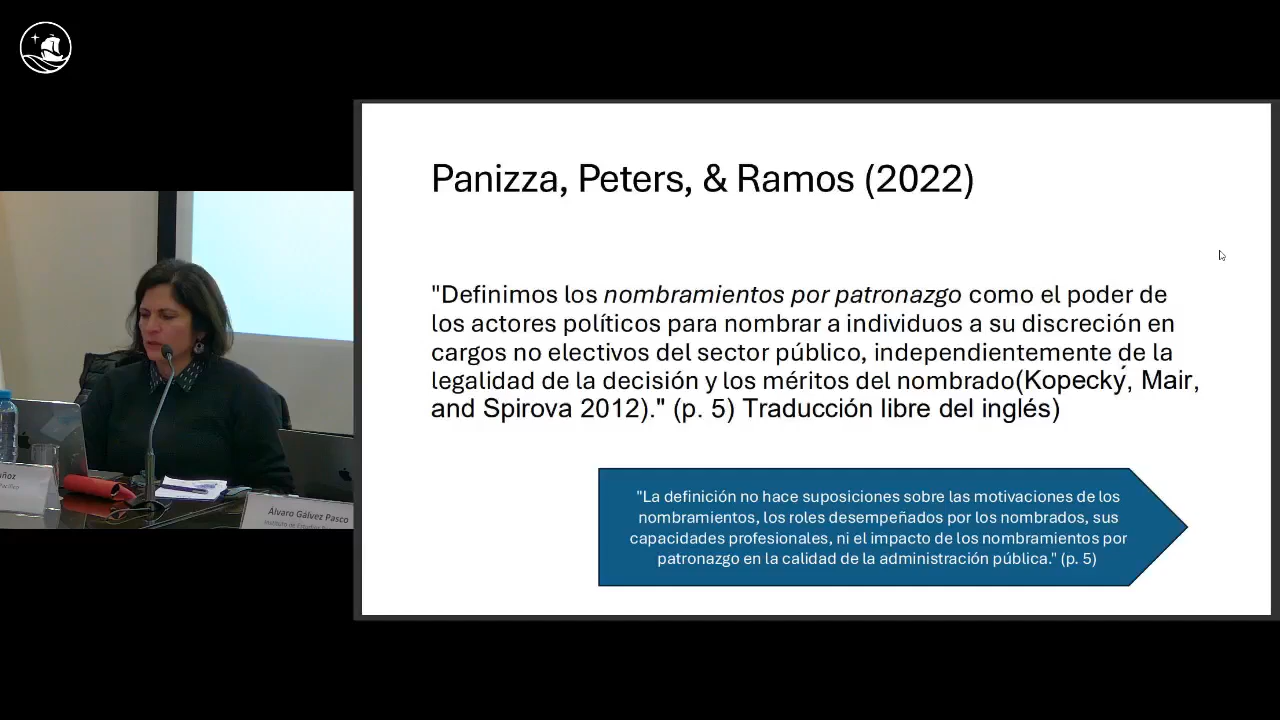 Panizza, Peters, & Ramos (2022)
"Definimos los nombramientos por patronazgo como el poder de
los actores políticos para nombrar a individuos a su discreción en
cargos no electivos del sector público, independientemente de la
legalidad de la decisión y los méritos del nombrado(Kopecký, Mair,
and Spirova 2012)." (p. 5) Traducción libre del inglés)
"La definición no hace suposiciones sobre las motivaciones de los
nombramientos, los roles desempeñados por los nombrados, sus
capacidades profesionales, ni el impacto de los nombramientos por
patronazgo en la calidad de la administración pública." (p. 5)
Álvaro Gálvez Pasco
Instituto de Estudios